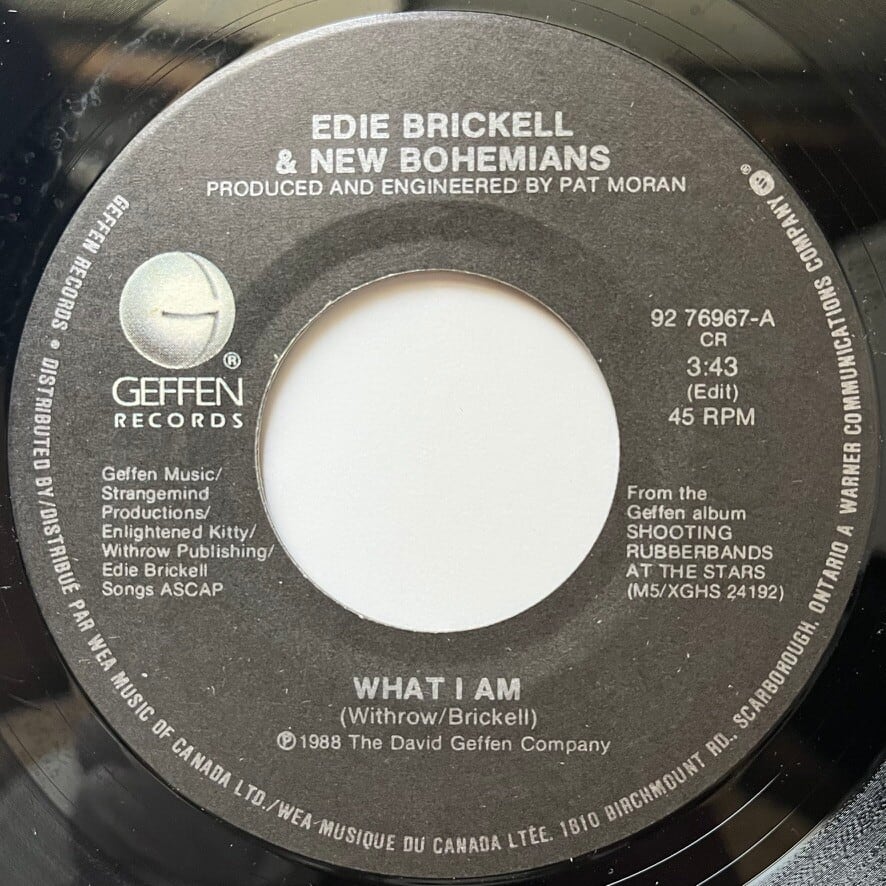 EDIE BRICKELL
& NEW BOHEMIANS
PRODUCED AND ENGINEERED BY PAT MORAN
GEFFEN
RECORDS
®
92 76967-A
CR
3:43
(Edit)
45 RPM
Geffen Music/
Strangemind
Productions/
Enlightened Kitty/
Withrow Publishing/
Edie Brickell
Songs ASCAP
From the
Geffen album
SHOOTING
RUBBERBANDS
AT THE STARS
(M5/XGHS 24192)
WHAT I AM
(Withrow/Brickell)
℗1988 The David Geffen Company
GEFFEN RECORDS • DISTRIBUTED BY/DISTRIBUÉ PAR WEA MUSIC OF CANADA LTD./WEA MUSIQUE DU CANADA LTÉE. 1810 BIRCHMOUNT RD., SCARBOROUGH, ONTARIO A WARNER COMMUNICATIONS COMPANY ®